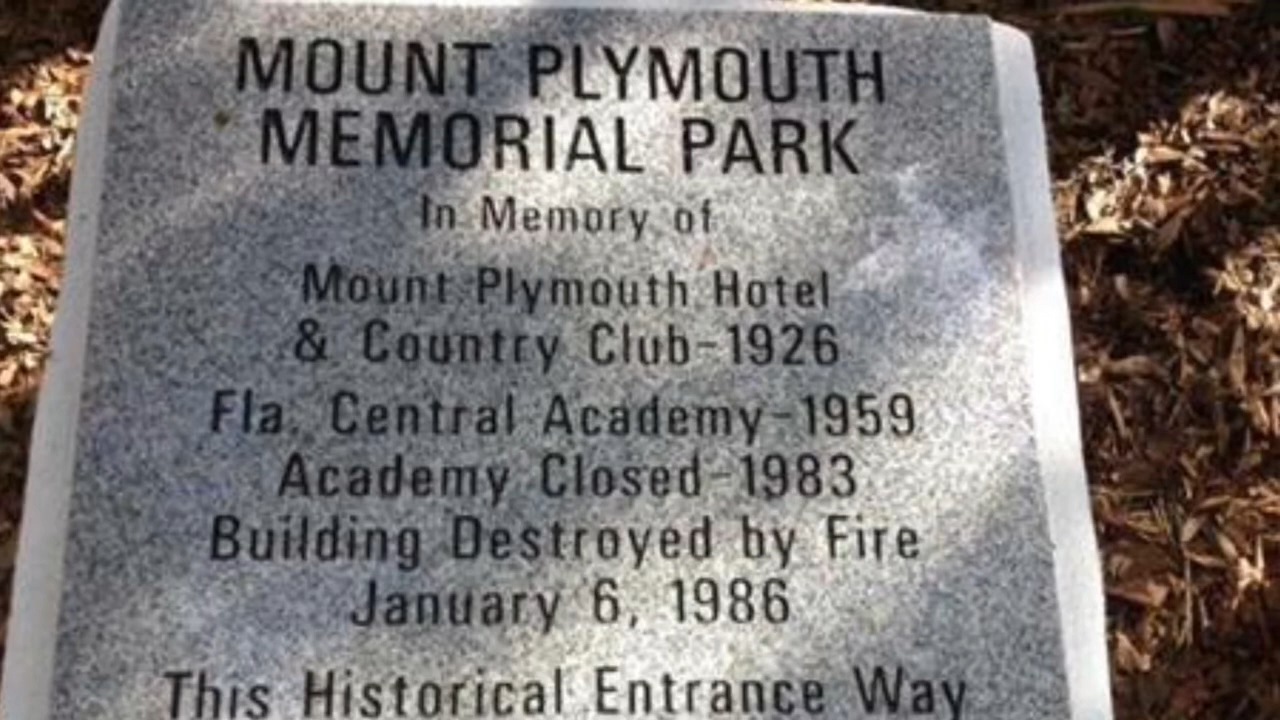 MOUNT PLYMOUTH
MEMORIAL PARK
In Memory of
Mount Plymouth Hotel
& Country Club-1926
Fla. Central Academy-1959
Academy Closed-1983
Building Destroyed by Fire
January 6, 1986
This Historical Entrance Way